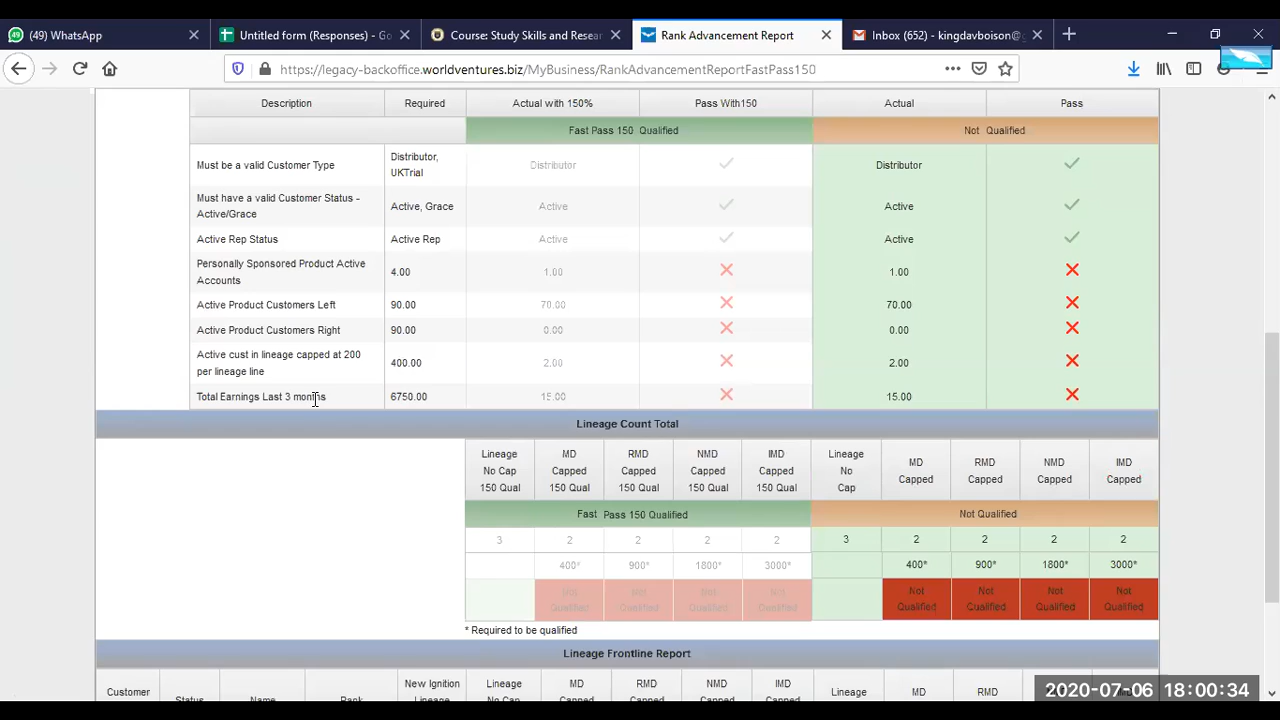 (49) WhatsApp
Untitled form (Responses) - Go
Course: Study Skills and Resear
Rank Advancement Report
Inbox (652) - kingdavboison@g
https://legacy-backoffice.worldventures.biz/MyBusiness/RankAdvancementReportFastPass150
Description Required Actual with 150% Pass With150 Actual Pass
Fast Pass 150 Qualified Not Qualified
Must be a valid Customer Type Distributor, UKTrial Distributor Distributor
Must have a valid Customer Status - Active/Grace Active, Grace Active Active
Active Rep Status Active Rep Active Active
Personally Sponsored Product Active Accounts 4.00 1.00 1.00
Active Product Customers Left 90.00 70.00 70.00
Active Product Customers Right 90.00 0.00 0.00
Active cust in lineage capped at 200 per lineage line 400.00 2.00 2.00
Total Earnings Last 3 months 6750.00 15.00 15.00
Lineage Count Total
Lineage No Cap 150 Qual MD Capped 150 Qual RMD Capped 150 Qual NMD Capped 150 Qual IMD Capped 150 Qual Lineage No Cap MD Capped RMD Capped NMD Capped IMD Capped
Fast Pass 150 Qualified Not Qualified
3 2 2 2 2 3 2 2 2 2
400* 900* 1800* 3000* 400* 900* 1800* 3000*
Not Qualified Not Qualified Not Qualified Not Qualified Not Qualified Not Qualified Not Qualified Not Qualified
* Required to be qualified
Lineage Frontline Report
Customer Status Name Rank New Ignition Lineage Lineage MD RMD NMD IMD Lineage MD RMD
2020-07-06 18:00:34